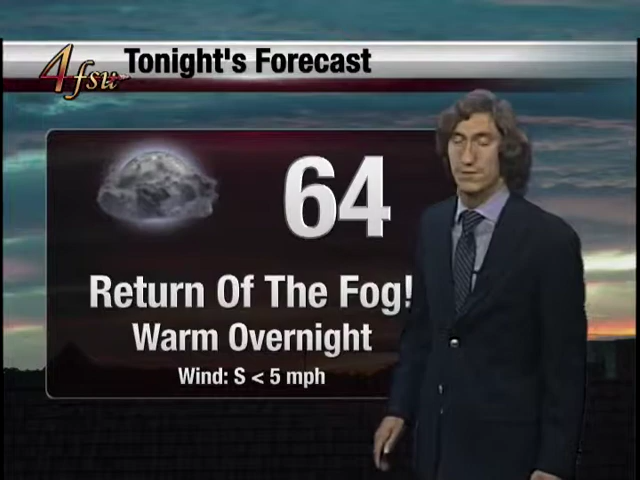 4fsu
Tonight's Forecast
64
Return Of The Fog!
Warm Overnight
Wind: S < 5 mph